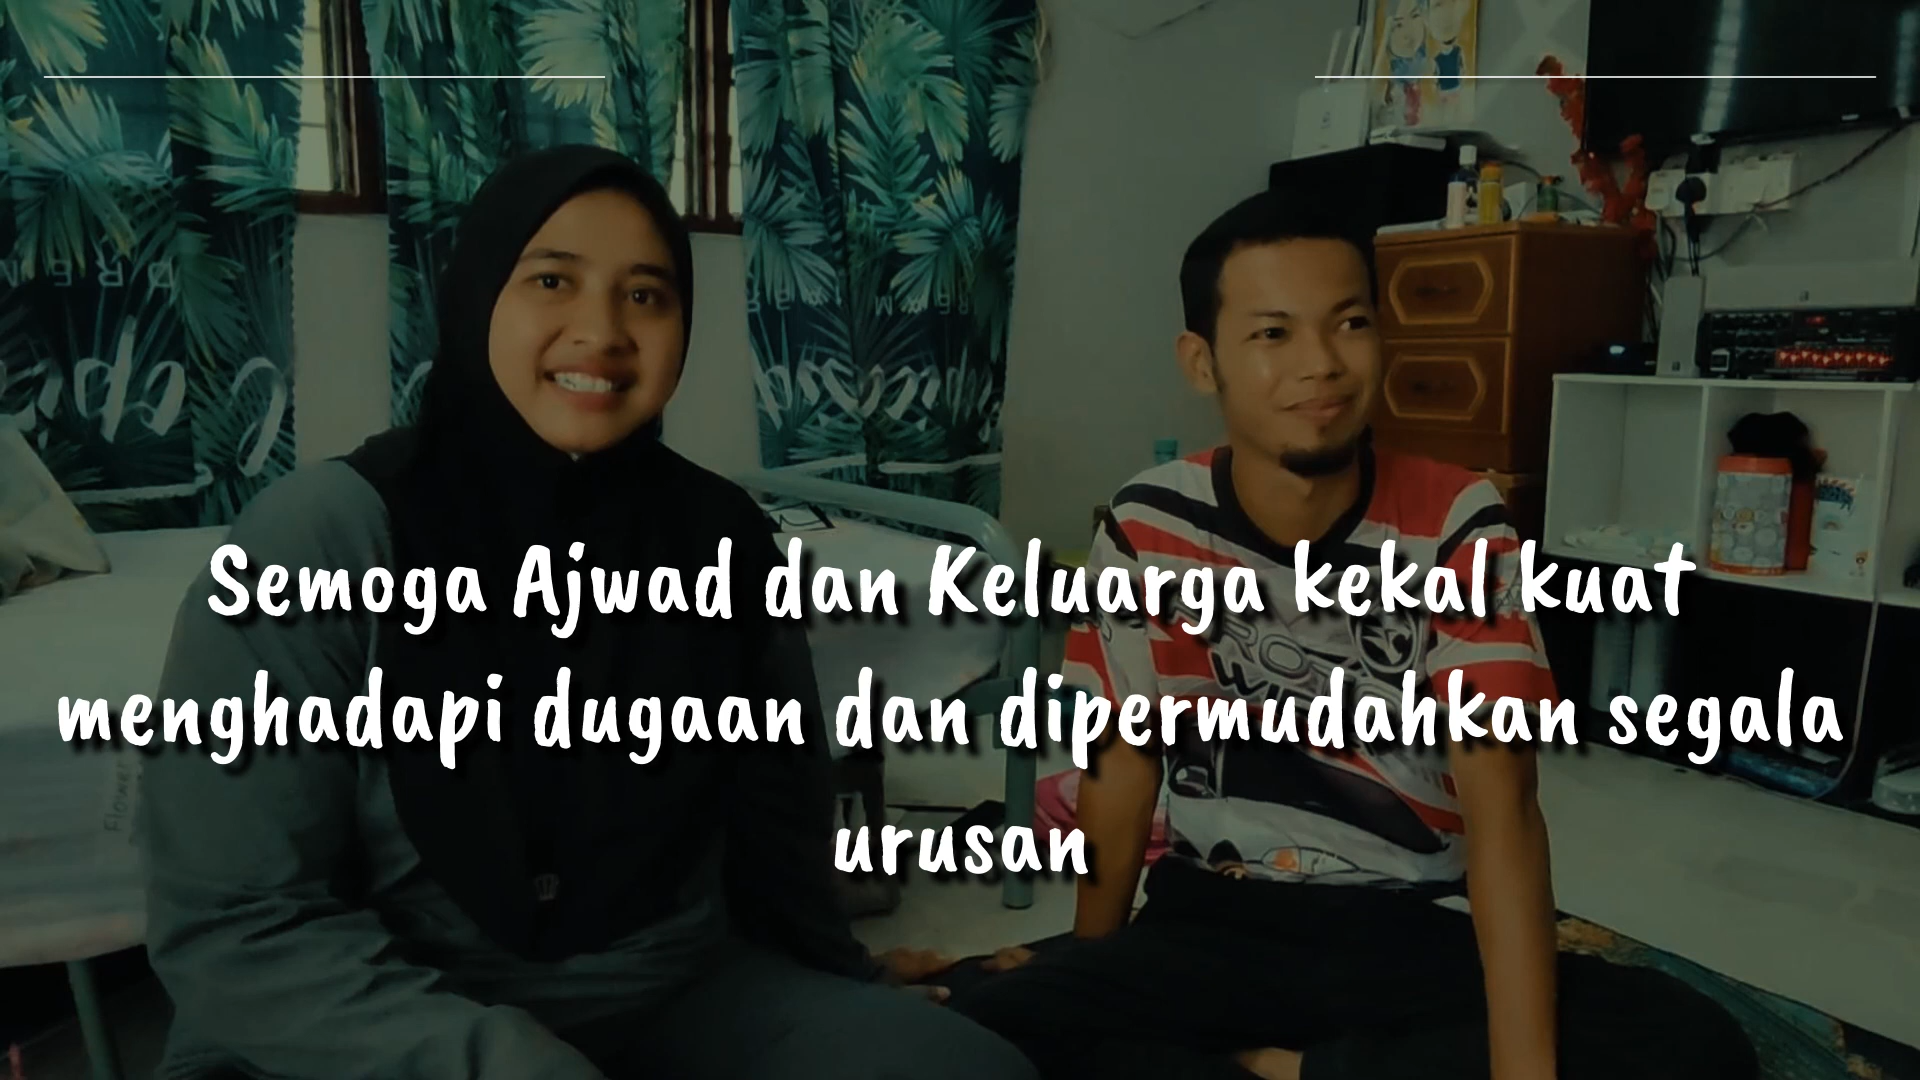 Semoga Ajwad dan Keluarga kekal kuat
menghadapi dugaan dan dipermudahkan segala
urusan